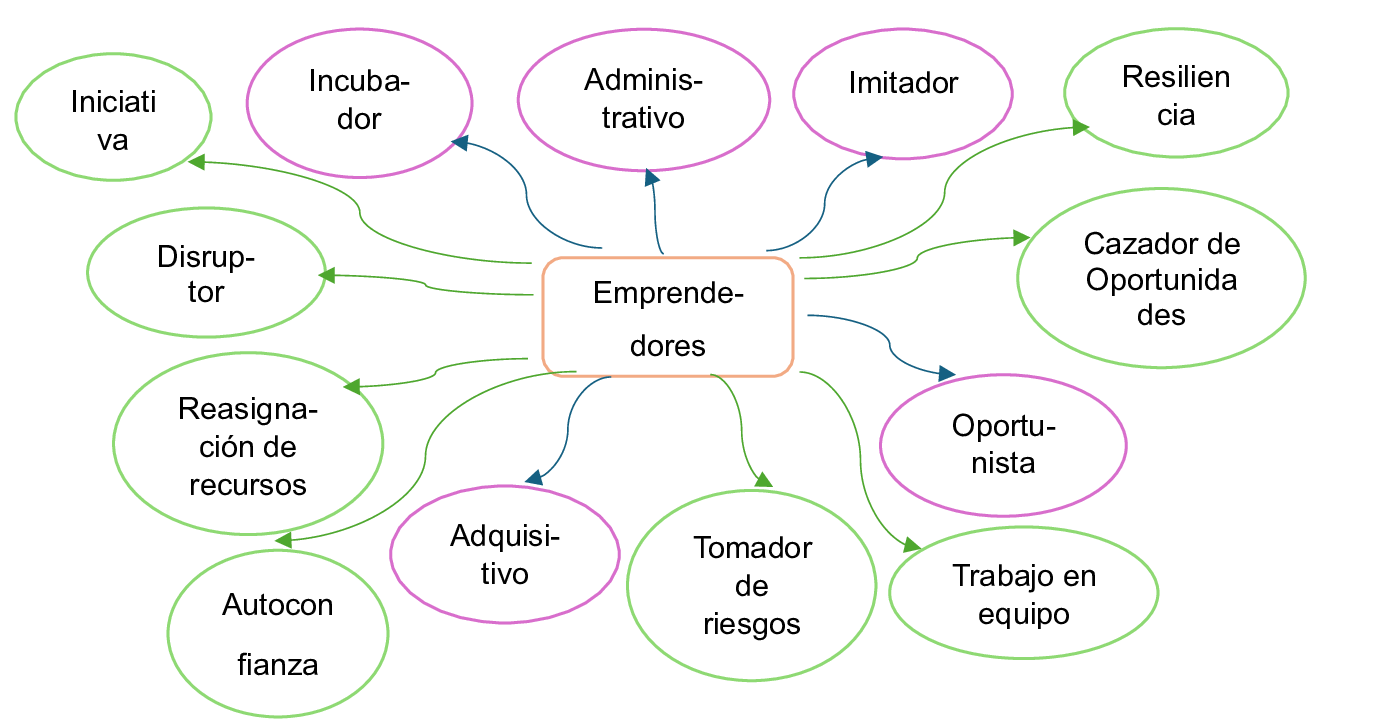 Iniciati
va
Incuba-
dor
Adminis-
trativo
Imitador
Resilien
cia
Disrup-
tor
Emprende-
dores
Cazador de
Oportunida
des
Reasigna-
ción de
recursos
Oportu-
nista
Autocon
fianza
Adquisi-
tivo
Tomador
de
riesgos
Trabajo en
equipo